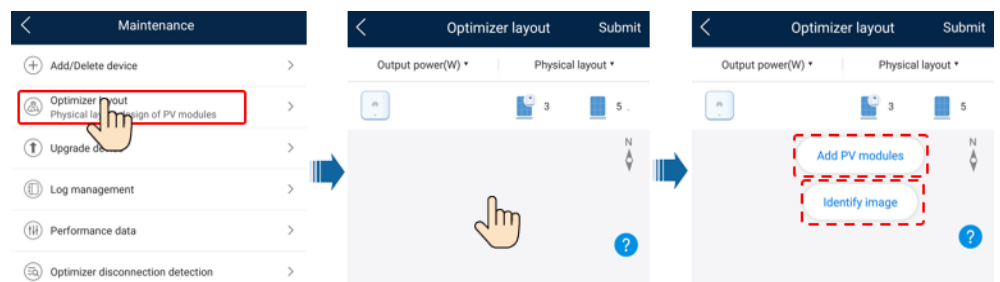 Maintenance
Add/Delete device
Optimizer layout
Physical design of PV modules
Upgrade
Log management
Performance data
Optimizer disconnection detection
Optimizer layout Submit
Output power(W) Physical layout
3 5
N
?
Optimizer layout Submit
Output power(W) Physical layout
3 5
Add PV modules
N
Identify image
?